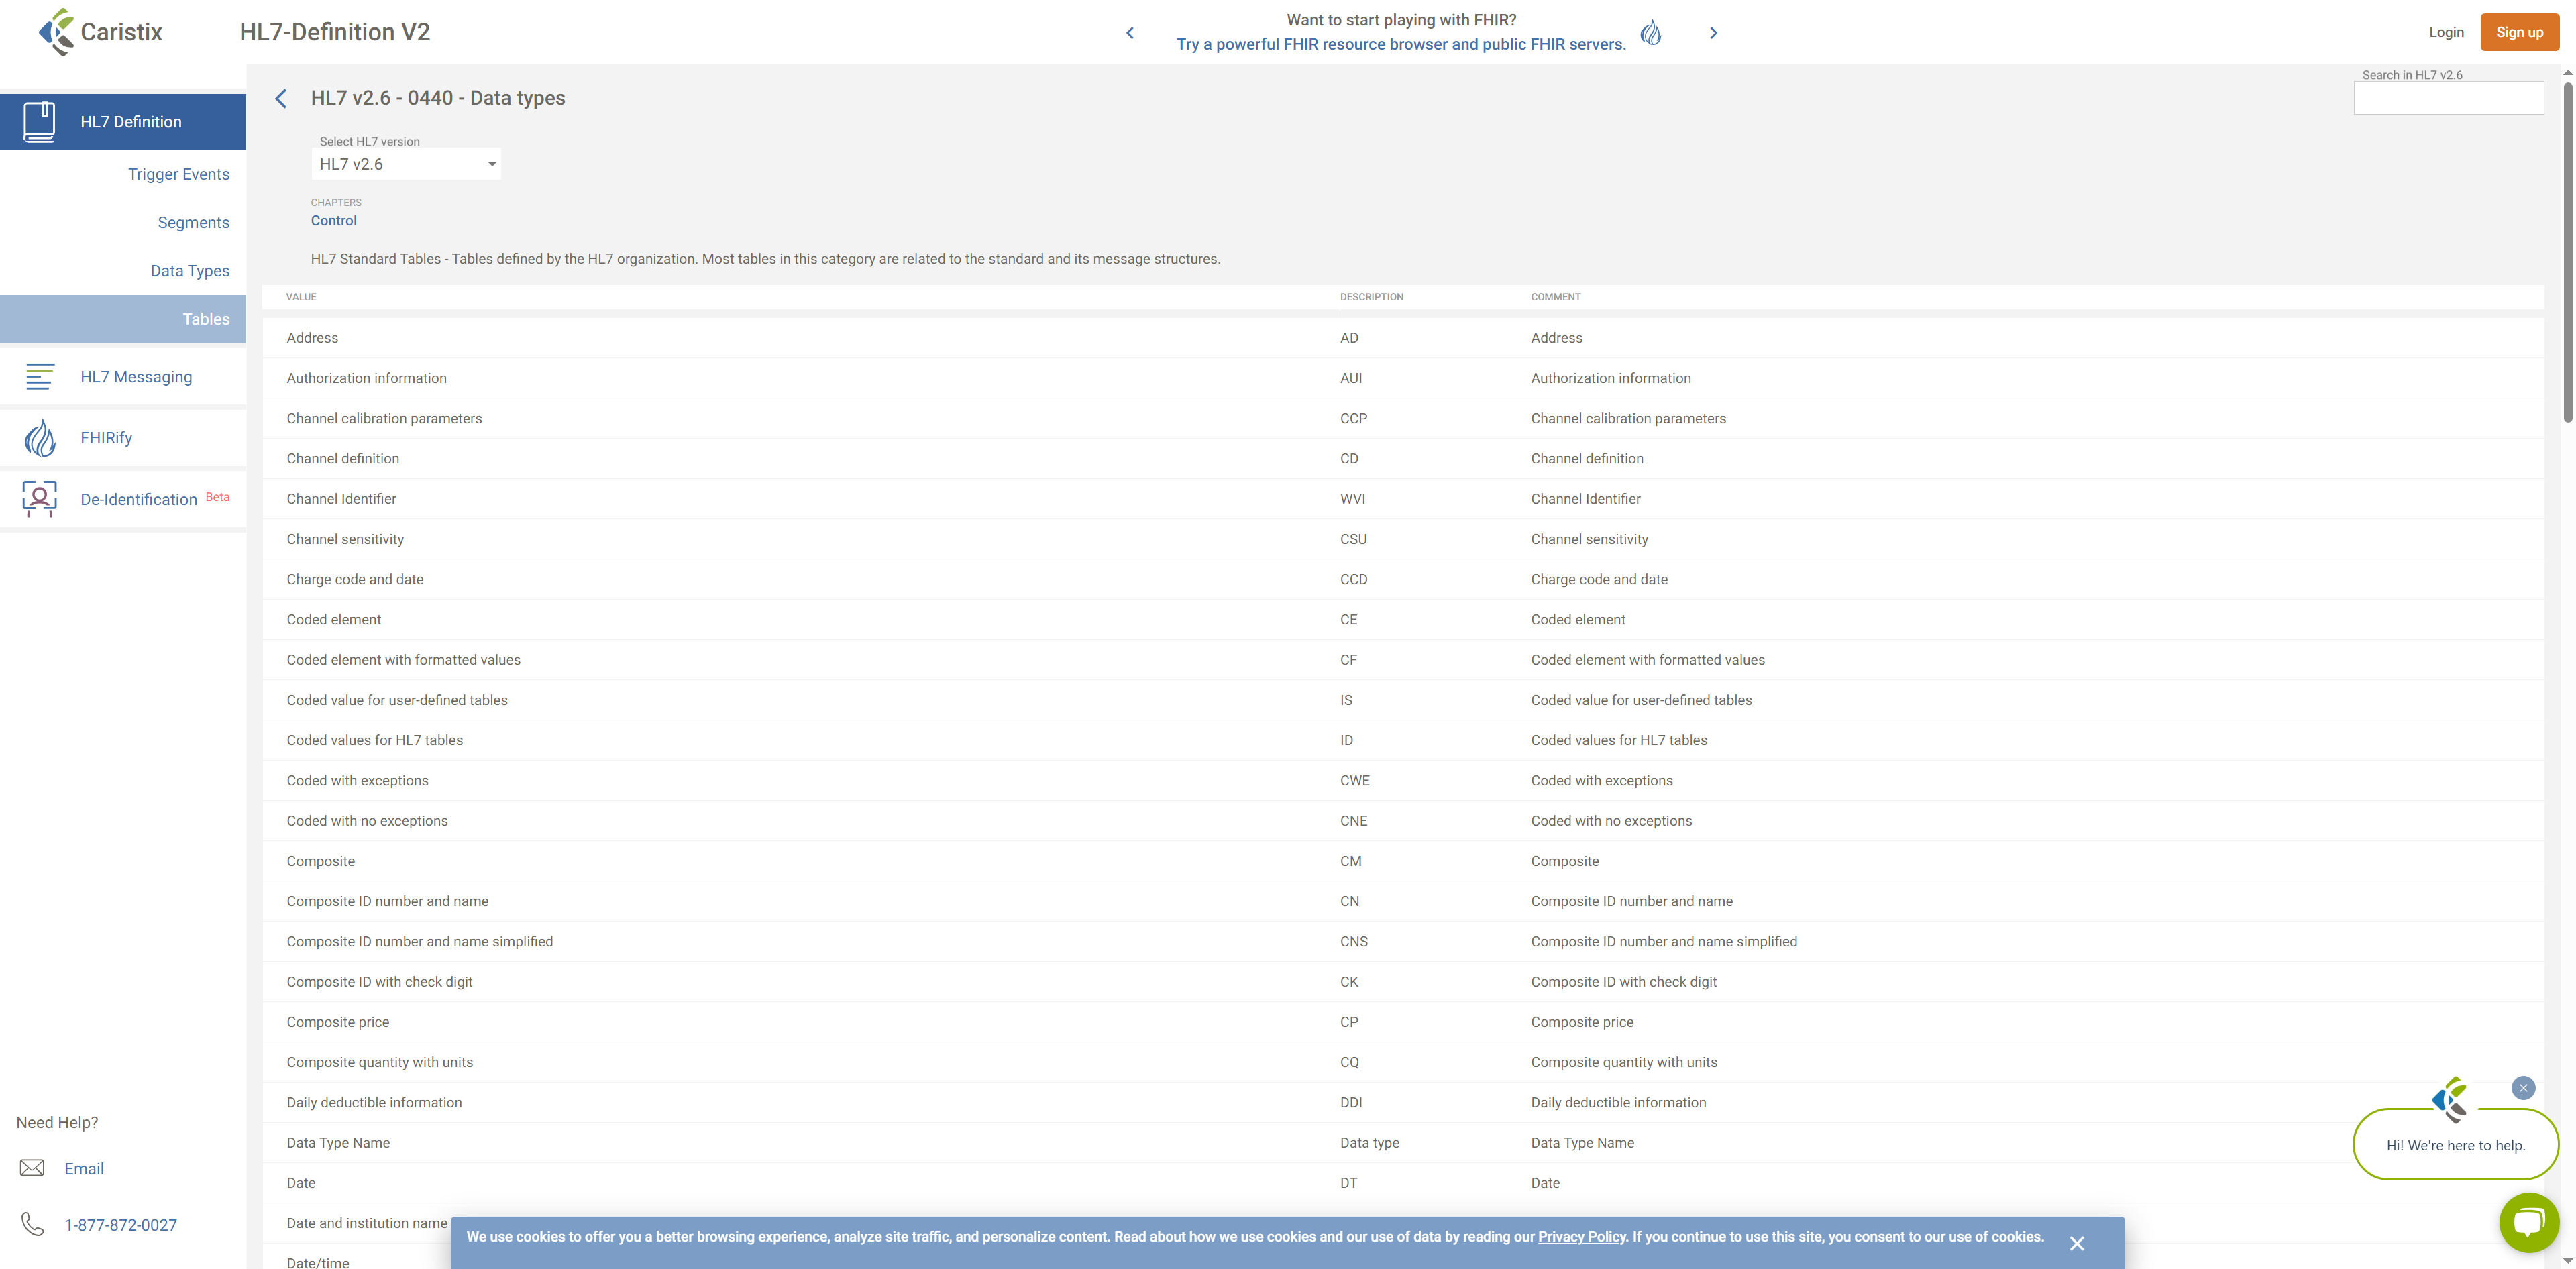 Caristix
HL7-Definition V2
Want to start playing with FHIR?
Try a powerful FHIR resource browser and public FHIR servers.
Login
Sign up
HL7 Definition
Trigger Events
Segments
Data Types
Tables
HL7 Messaging
FHIRify
De-Identification Beta
Need Help?
Email
1-877-872-0027
HL7 v2.6 - 0440 - Data types
Search in HL7 v2.6
Select HL7 version
HL7 v2.6
CHAPTERS
Control
HL7 Standard Tables - Tables defined by the HL7 organization. Most tables in this category are related to the standard and its message structures.
VALUE DESCRIPTION COMMENT
Address AD Address
Authorization information AUI Authorization information
Channel calibration parameters CCP Channel calibration parameters
Channel definition CD Channel definition
Channel Identifier WVI Channel Identifier
Channel sensitivity CSU Channel sensitivity
Charge code and date CCD Charge code and date
Coded element CE Coded element
Coded element with formatted values CF Coded element with formatted values
Coded value for user-defined tables IS Coded value for user-defined tables
Coded values for HL7 tables ID Coded values for HL7 tables
Coded with exceptions CWE Coded with exceptions
Coded with no exceptions CNE Coded with no exceptions
Composite CM Composite
Composite ID number and name CN Composite ID number and name
Composite ID number and name simplified CNS Composite ID number and name simplified
Composite ID with check digit CK Composite ID with check digit
Composite price CP Composite price
Composite quantity with units CQ Composite quantity with units
Daily deductible information DDI Daily deductible information
Data Type Name Data type Data Type Name
Date DT Date
Date and institution name
Date/time
Hi! We're here to help.
We use cookies to offer you a better browsing experience, analyze site traffic, and personalize content. Read about how we use cookies and our use of data by reading our Privacy Policy. If you continue to use this site, you consent to our use of cookies.